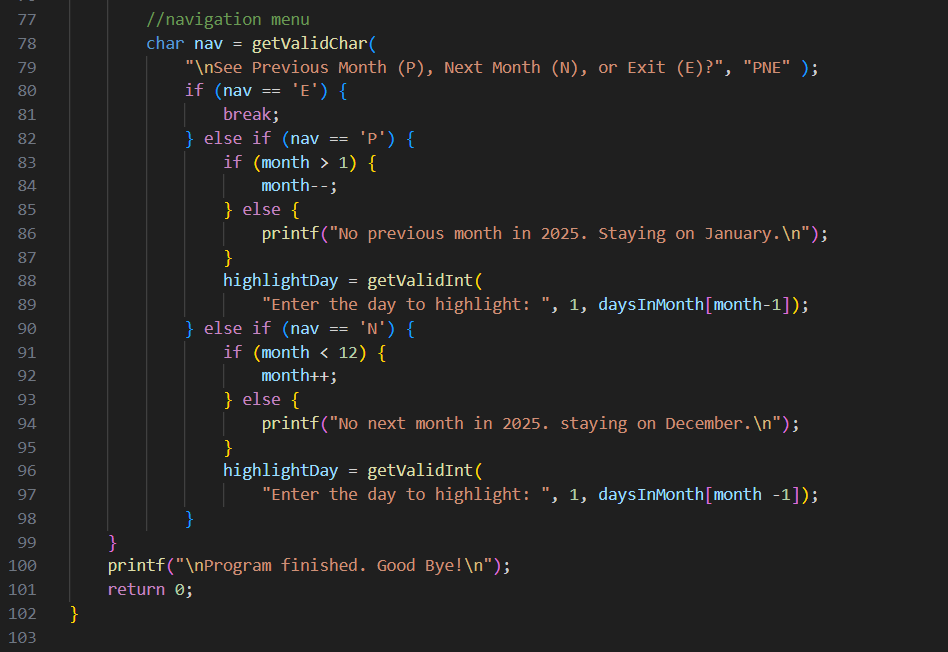 77 //navigation menu
78 char nav = getValidChar(
79 "\nSee Previous Month (P), Next Month (N), or Exit (E)?", "PNE" );
80 if (nav == 'E') {
81 break;
82 } else if (nav == 'P') {
83 if (month > 1) {
84 month--;
85 } else {
86 printf("No previous month in 2025. Staying on January.\n");
87 }
88 highlightDay = getValidInt(
89 "Enter the day to highlight: ", 1, daysInMonth[month-1]);
90 } else if (nav == 'N') {
91 if (month < 12) {
92 month++;
93 } else {
94 printf("No next month in 2025. staying on December.\n");
95 }
96 highlightDay = getValidInt(
97 "Enter the day to highlight: ", 1, daysInMonth[month -1]);
98 }
99 }
100 printf("\nProgram finished. Good Bye!\n");
101 return 0;
102 }
103